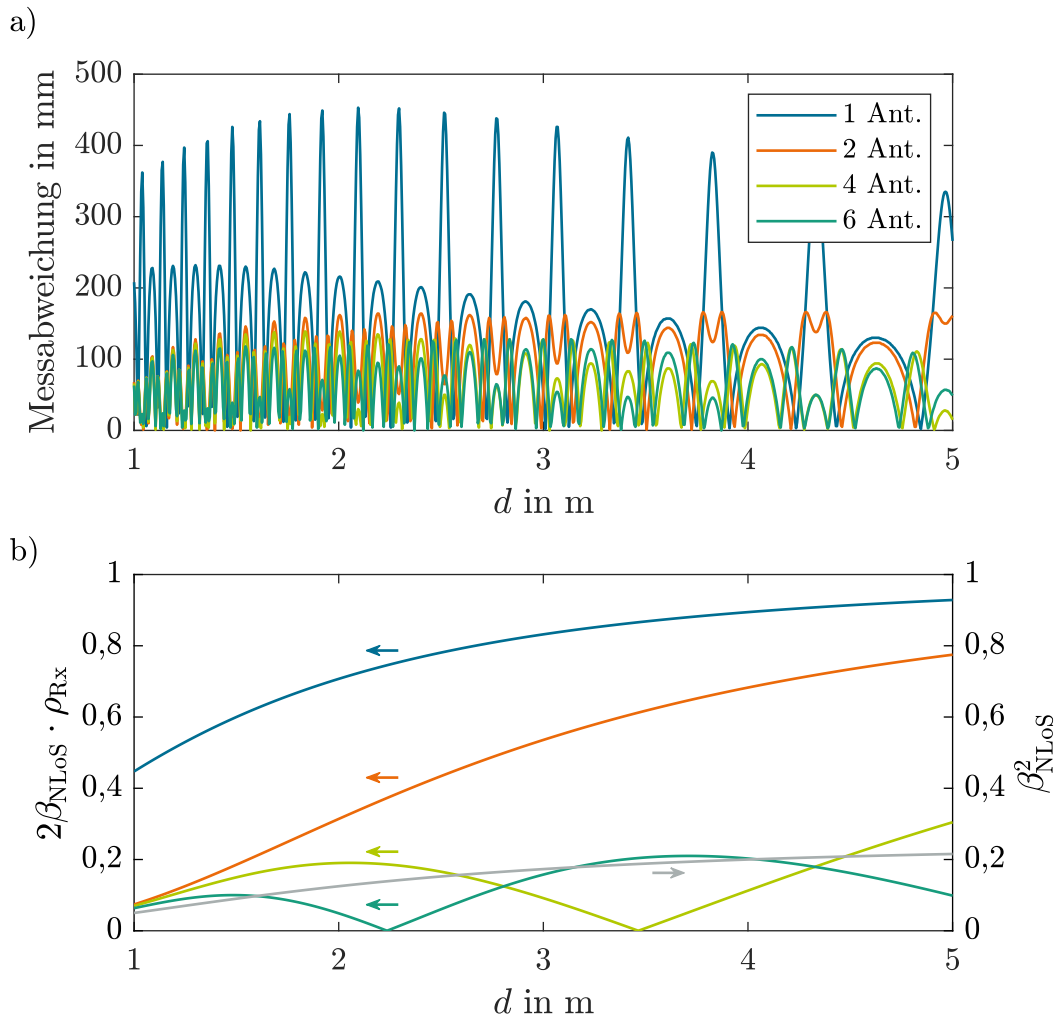 a)
500
400
300
200
100
0
Messabweichung in mm
1 Ant.
2 Ant.
4 Ant.
6 Ant.
1 2 3 4 5
d in m
b)
1
0,8
0,6
0,4
0,2
0
2β_NLoS · ρ_Rx
1
0,8
0,6
0,4
0,2
0
β²_NLoS
1 2 3 4 5
d in m